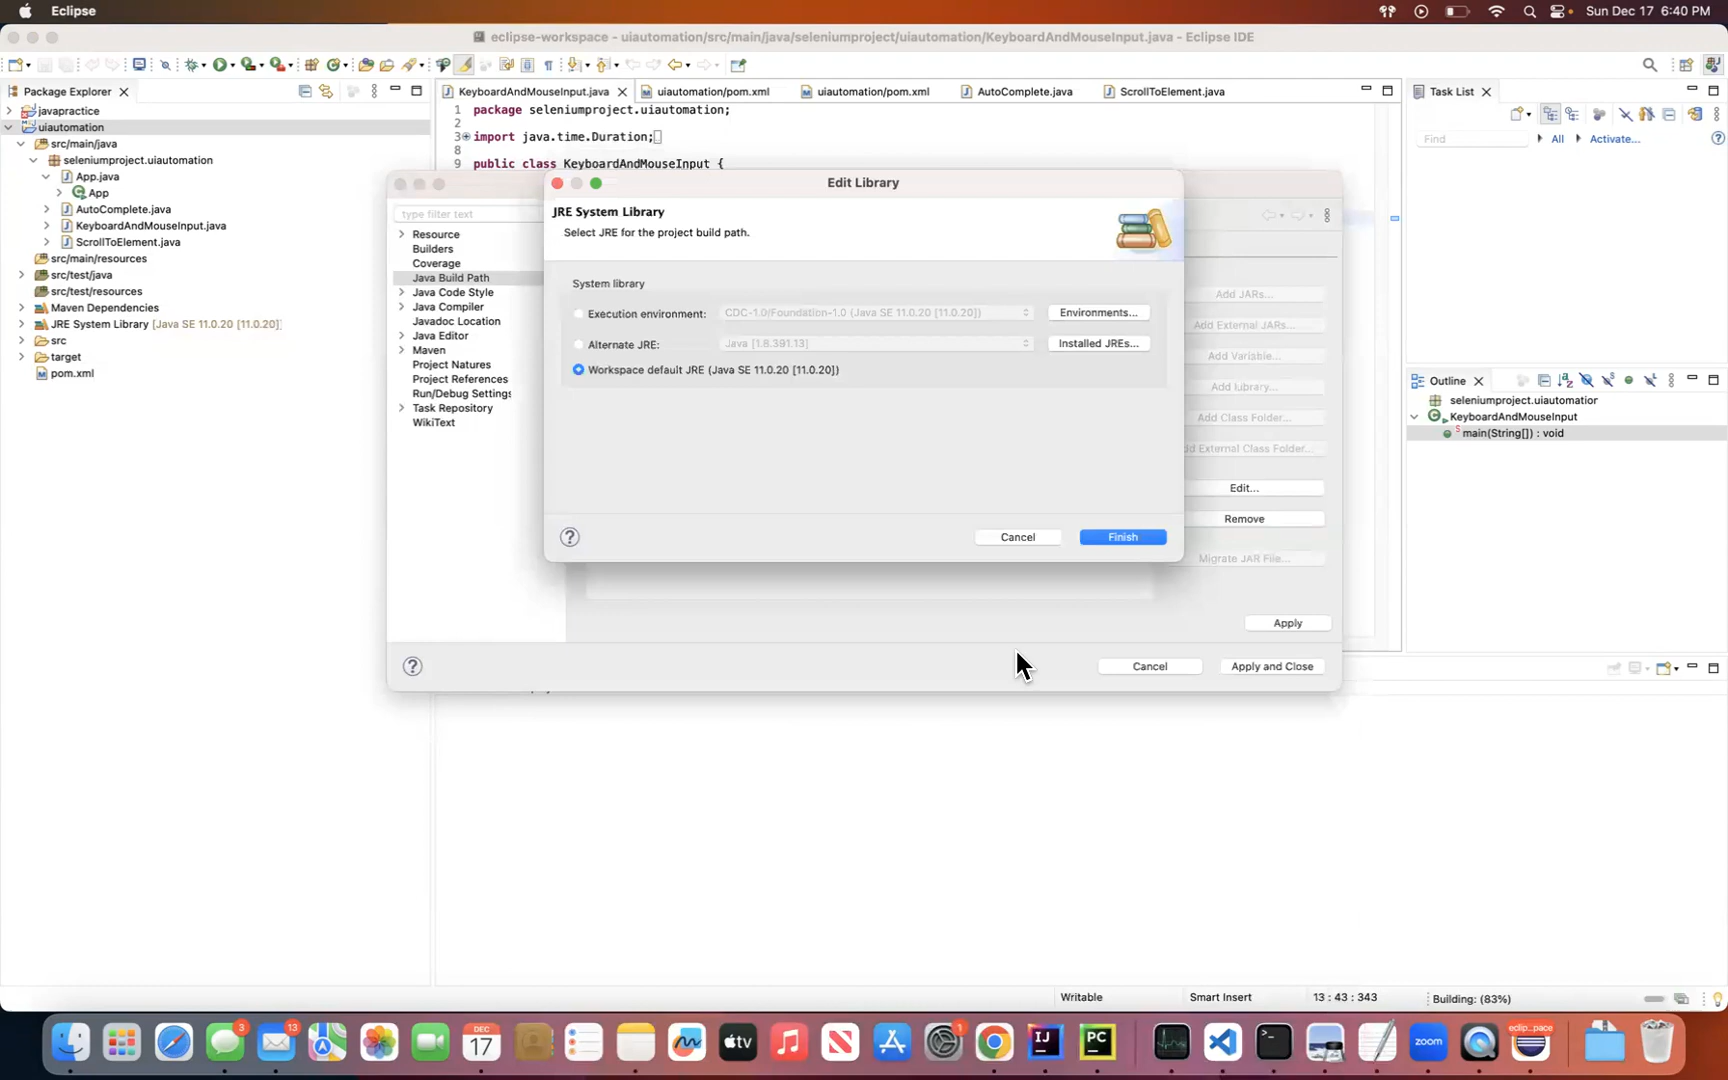 Eclipse
Sun Dec 17 6:40 PM
eclipse-workspace - uiautomation/src/main/java/seleniumproject/uiautomation/KeyboardAndMouseInput.java - Eclipse IDE
Package Explorer
KeyboardAndMouseInput.java
uiautomation/pom.xml
uiautomation/pom.xml
AutoComplete.java
ScrollToElement.java
Task List
javapractice
uiautomation
src/main/java
seleniumproject.uiautomation
App.java
App
AutoComplete.java
KeyboardAndMouseInput.java
ScrollToElement.java
src/main/resources
src/test/java
src/test/resources
Maven Dependencies
JRE System Library [Java SE 11.0.20 [11.0.20]]
src
target
pom.xml
1 package seleniumproject.uiautomation;
2
3 import java.time.Duration;
8
9 public class KeyboardAndMouseInput {
Find
All
Activate...
Edit Library
JRE System Library
Select JRE for the project build path.
System library
Execution environment:
CDC-1.0/Foundation-1.0 (Java SE 11.0.20 [11.0.20])
Environments...
Alternate JRE:
Java [1.8.391.13]
Installed JREs...
Workspace default JRE (Java SE 11.0.20 [11.0.20])
Cancel
Finish
type filter text
Resource
Builders
Coverage
Java Build Path
Java Code Style
Java Compiler
Javadoc Location
Java Editor
Maven
Project Natures
Project References
Run/Debug Settings
Task Repository
WikiText
Add JARs...
Add External JARs...
Add Variable...
Add Library...
Add Class Folder...
dd External Class Folder...
Edit...
Remove
Migrate JAR File...
Apply
Cancel
Apply and Close
Outline
seleniumproject.uiautomatior
KeyboardAndMouseInput
main(String[]) : void
Writable
Smart Insert
13 : 43 : 343
Building: (83%)
3
13
DEC
17
tv
1
IJ
PC
zoom
eclip...pace